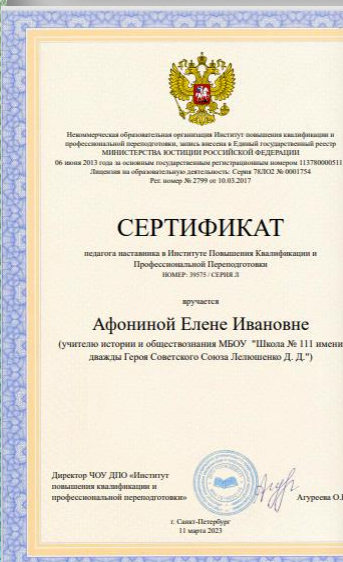 Некоммерческая образовательная организация Институт повышения квалификации и
профессиональной переподготовки, запись внесена в Единый государственный реестр
МИНИСТЕРСТВА ЮСТИЦИИ РОССИЙСКОЙ ФЕДЕРАЦИИ
06 июня 2013 года за основным государственным регистрационным номером 113780000511
Лицензия на образовательную деятельность: Серия 78ЛО2 № 0001754
Рег. номер № 2799 от 10.03.2017
СЕРТИФИКАТ
педагога наставника в Институте Повышения Квалификации и
Профессиональной Переподготовки
НОМЕР: 39575 / СЕРИЯ Л
вручается
Афониной Елене Ивановне
(учителю истории и обществознания МБОУ "Школа № 111 имени
дважды Героя Советского Союза Лелюшенко Д. Д.")
Директор ЧОУ ДПО «Институт
повышения квалификации и
профессиональной переподготовки»
Агуреева О.
г. Санкт-Петербург
11 марта 2023